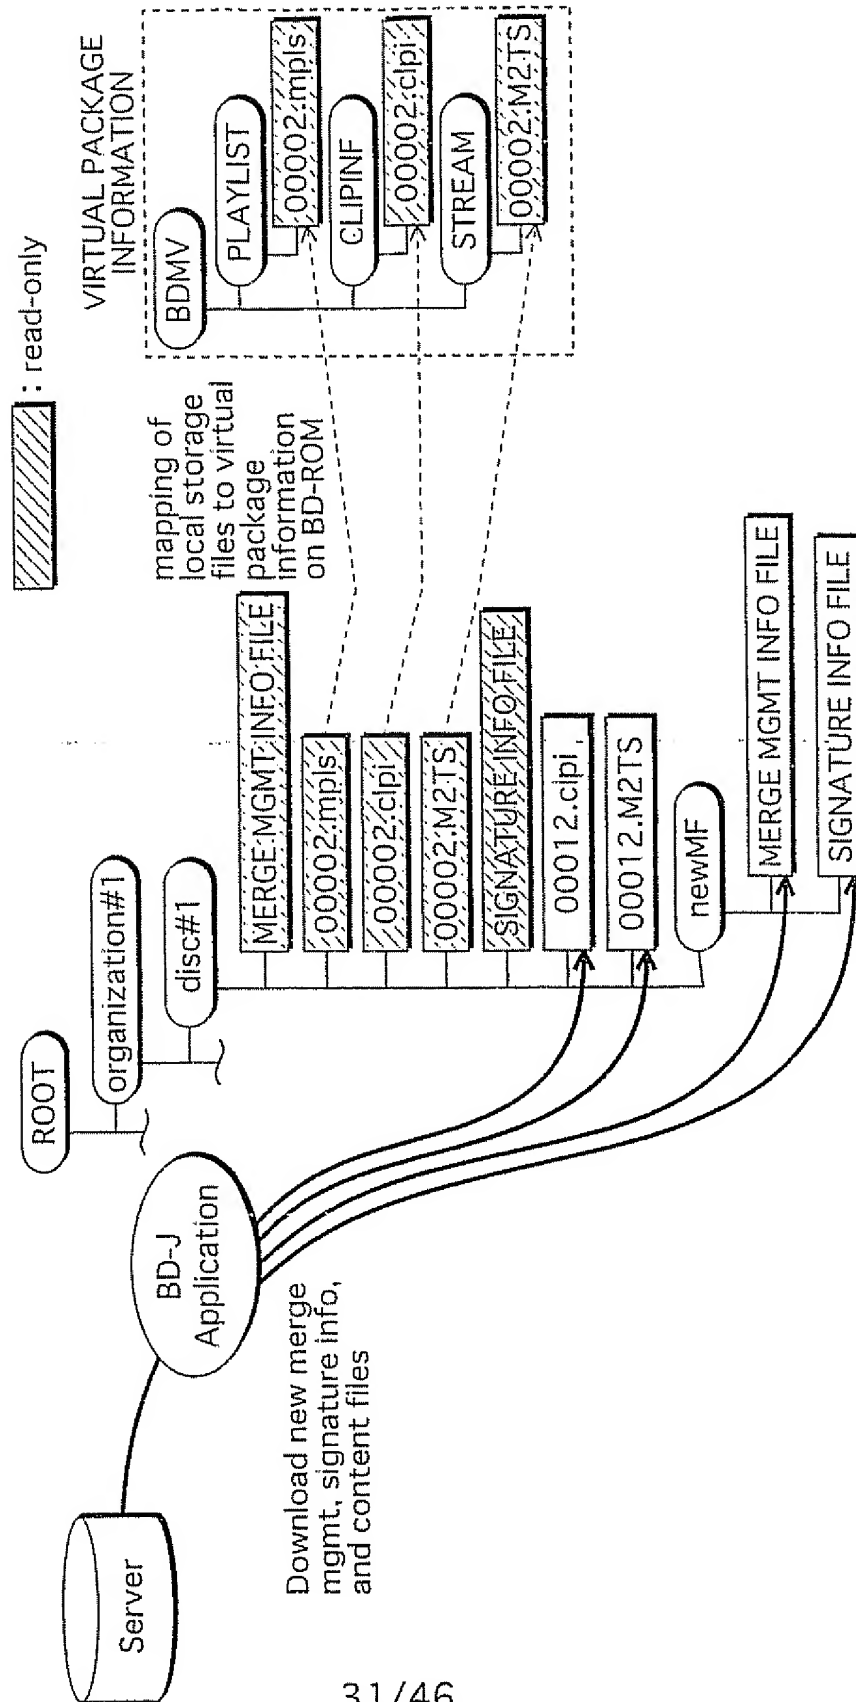 31/46
: read-only
VIRTUAL PACKAGE
INFORMATION
BDMV
PLAYLIST
00002.mpls
CLIPINF
00002.clpi
STREAM
00002.M2TS
mapping of
local storage
files to virtual
package
information
on BD-ROM
ROOT
organization#1
disc#1
MERGE MGMT INFO FILE
00002.mpls
00002.clpi
00002.M2TS
SIGNATURE INFO FILE
00012.clpi
00012.M2TS
newMF
MERGE MGMT INFO FILE
SIGNATURE INFO FILE
Server
BD-J
Application
Download new merge
mgmt, signature info,
and content files